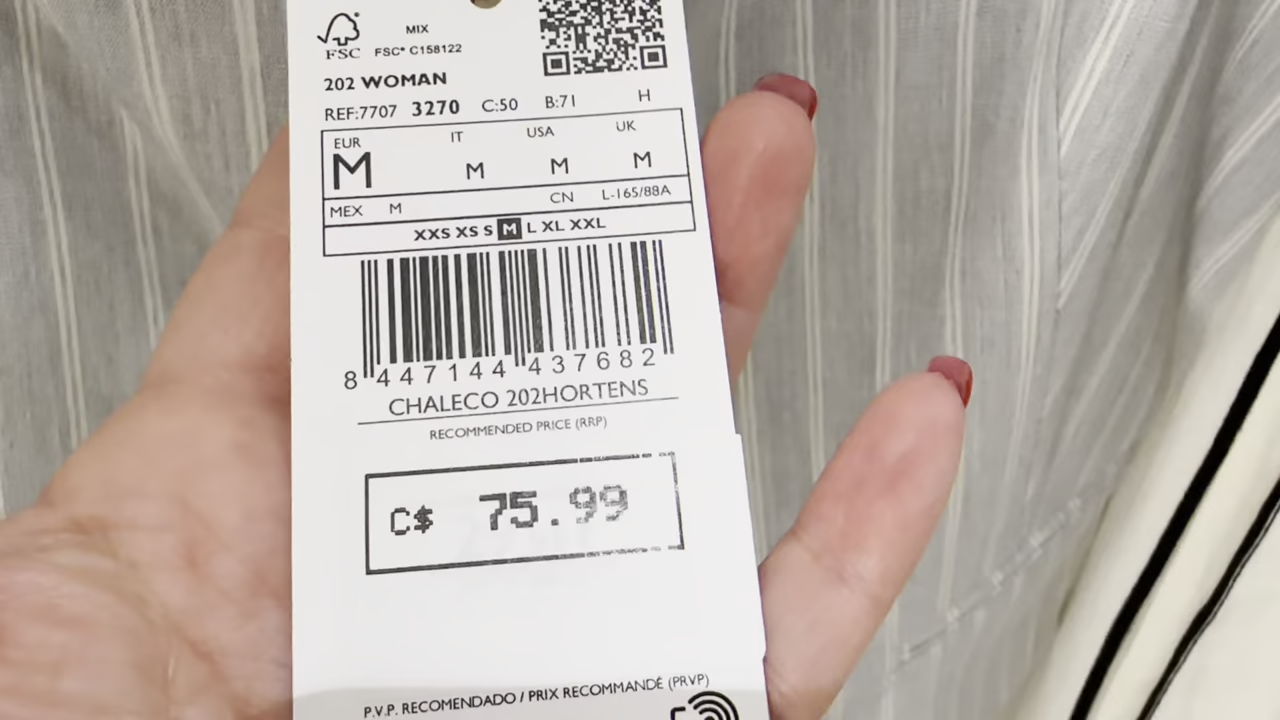 MIX
FSC FSC® C158122
202 WOMAN
REF:7707 3270 C:50 B:71 H
EUR IT USA UK
M M M M
MEX M CN L-165/88A
XXS XS S M L XL XXL
8 447144 437682
CHALECO 202HORTENS
RECOMMENDED PRICE (RRP)
C$ 75.99
P.V.P. RECOMENDADO / PRIX RECOMMANDÉ (PRVP)